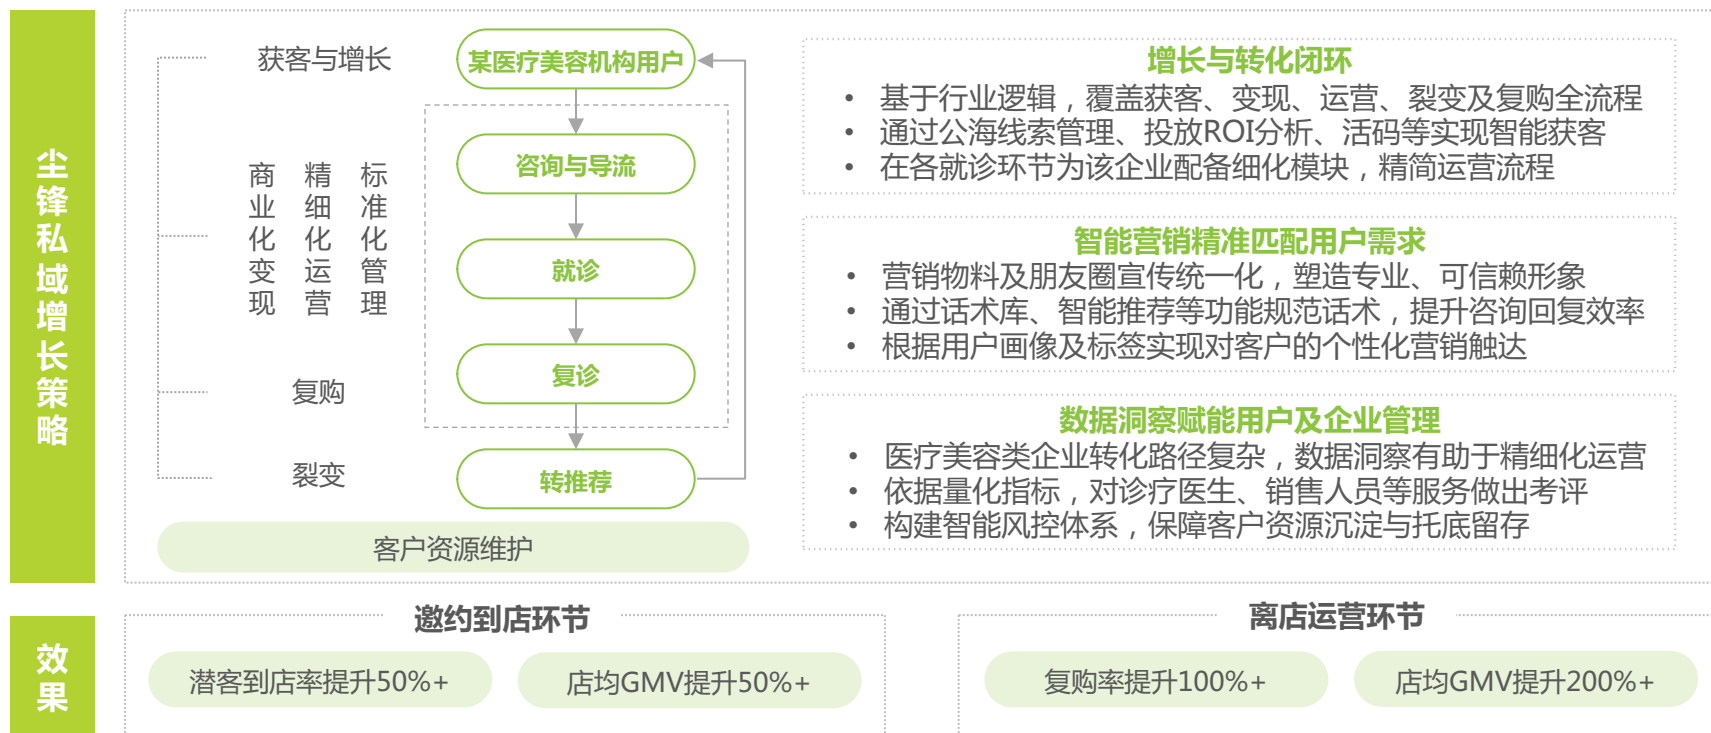 尘锋私域增长策略
获客与增长
商业化变现
精细化运营
标准化管理
复购
裂变
某医疗美容机构用户
咨询与导流
就诊
复诊
转推荐
客户资源维护
增长与转化闭环
• 基于行业逻辑，覆盖获客、变现、运营、裂变及复购全流程
• 通过公海线索管理、投放ROI分析、活码等实现智能获客
• 在各就诊环节为该企业配备细化模块，精简运营流程
智能营销精准匹配用户需求
• 营销物料及朋友圈宣传统一化，塑造专业、可信赖形象
• 通过话术库、智能推荐等功能规范话术，提升咨询回复效率
• 根据用户画像及标签实现对客户的个性化营销触达
数据洞察赋能用户及企业管理
• 医疗美容类企业转化路径复杂，数据洞察有助于精细化运营
• 依据量化指标，对诊疗医生、销售人员等服务做出考评
• 构建智能风控体系，保障客户资源沉淀与托底留存
效果
邀约到店环节
潜客到店率提升50%+
店均GMV提升50%+
离店运营环节
复购率提升100%+
店均GMV提升200%+